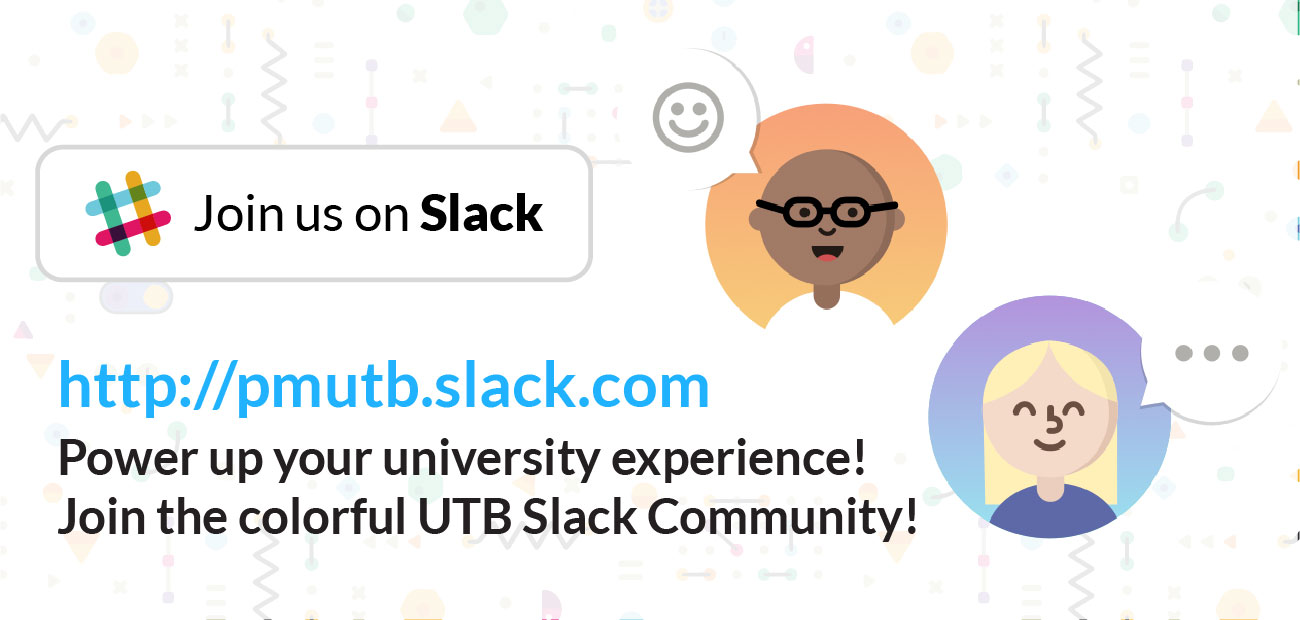 Join us on Slack
http://pmutb.slack.com
Power up your university experience!
Join the colorful UTB Slack Community!